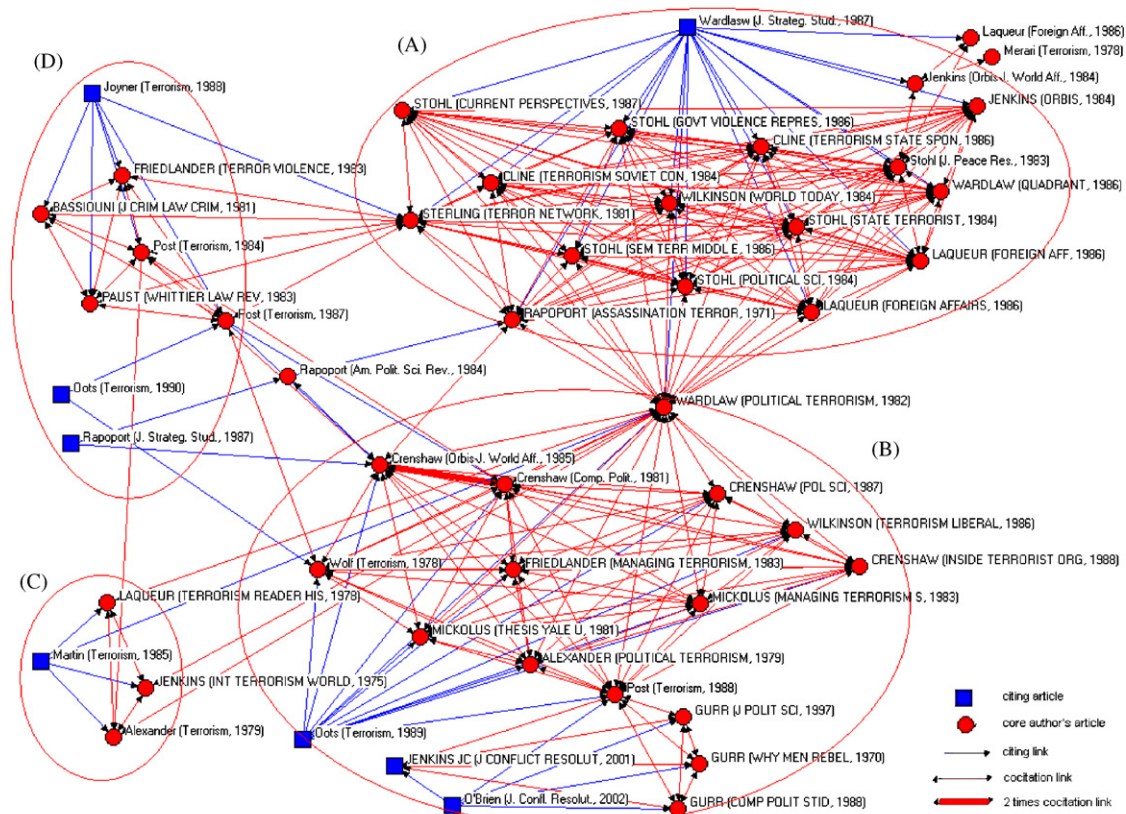 (A)
Wardlasw (J. Strateg. Stud., 1987)
Laqueur (Foreign Aff., 1986)
Merari (Terrorism, 1978)
(D)
Jenkins (Orbis-J. World Aff., 1984)
Joyner (Terrorism, 1988)
STOHL (CURRENT PERSPECTIVES, 1987)
JENKINS (ORBIS, 1984)
STOHL (GOVT VIOLENCE REPRES, 1986)
CLINE (TERRORISM STATE SPON, 1986)
Stohl (J. Peace Res., 1983)
FRIEDLANDER (TERROR VIOLENCE, 1983)
CLINE (TERRORISM SOVIET CON, 1984)
WARDLAW (QUADRANT, 1986)
WILKINSON (WORLD TODAY, 1984)
BASSIOUNI (J CRIM LAW CRIM, 1981)
STERLING (TERROR NETWORK, 1981)
STOHL (STATE TERRORIST, 1984)
Post (Terrorism, 1984)
STOHL (SEM TERR MIDDLE, 1986)
LAQUEUR (FOREIGN AFF, 1986)
STOHL (POLITICAL SCI, 1984)
PAUST (WHITTIER LAW REV, 1983)
Post (Terrorism, 1987)
RAPOPORT (ASSASSINATION TERROR, 1971)
LAQUEUR (FOREIGN AFFAIRS, 1986)
Rapoport (Am. Polit. Sci. Rev., 1984)
Oots (Terrorism, 1990)
WARDLAW (POLITICAL TERRORISM, 1982)
Rapoport (J. Strateg. Stud., 1987)
(B)
Crenshaw (Orbis-J. World Aff., 1985)
Crenshaw (Comp. Polit., 1981)
CRENSHAW (POL SCI, 1987)
WILKINSON (TERRORISM LIBERAL, 1986)
Wolf (Terrorism, 1978)
FRIEDLANDER (MANAGING TERRORISM, 1983)
CRENSHAW (INSIDE TERRORIST ORG, 1988)
(C)
LAQUEUR (TERRORISM READER HIS, 1978)
MICKOLUS (MANAGING TERRORISM S, 1983)
MICKOLUS (THESIS YALE U, 1981)
Martin (Terrorism, 1985)
ALEXANDER (POLITICAL TERRORISM, 1979)
JENKINS (INT TERRORISM WORLD, 1975)
Post (Terrorism, 1988)
citing article
GURR (J POLIT SCI, 1997)
core author's article
Alexander (Terrorism, 1979)
Oots (Terrorism, 1989)
citing link
JENKINS JC (J CONFLICT RESOLUT, 2001)
GURR (WHY MEN REBEL, 1970)
cocitation link
O'Brien (J. Confl. Resolut., 2002)
GURR (COMP POLIT STID, 1988)
2 times cocitation link